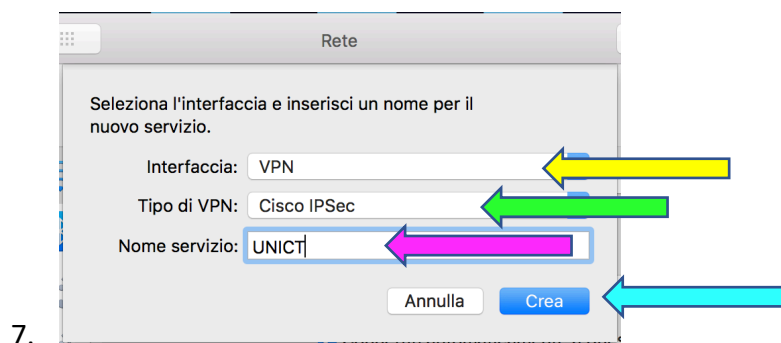 Rete
Seleziona l'interfaccia e inserisci un nome per il
nuovo servizio.
Interfaccia: VPN
Tipo di VPN: Cisco IPSec
Nome servizio: UNICT
Annulla Crea
7.